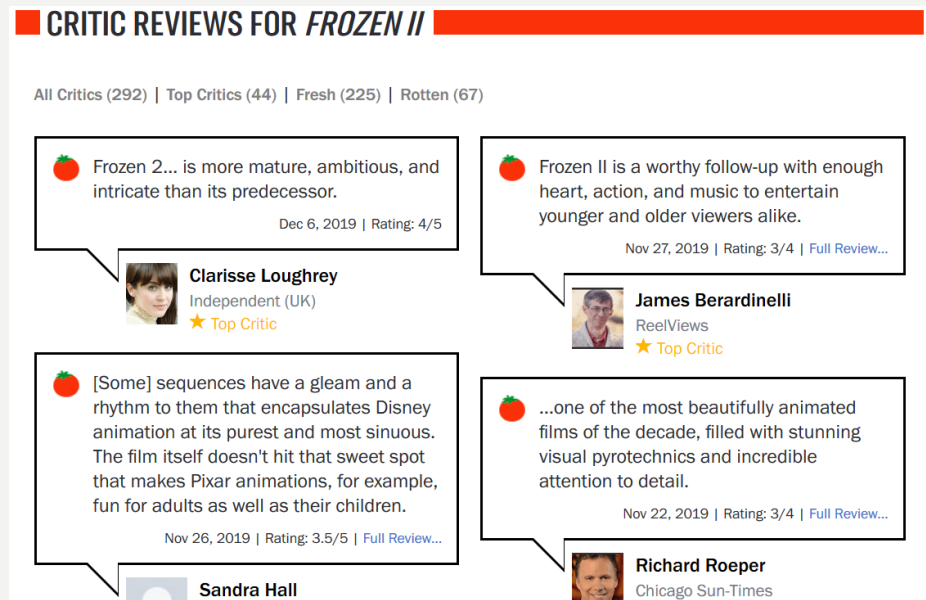 CRITIC REVIEWS FOR FROZEN II
All Critics (292) | Top Critics (44) | Fresh (225) | Rotten (67)
Frozen 2... is more mature, ambitious, and
intricate than its predecessor.
Dec 6, 2019 | Rating: 4/5
Clarisse Loughrey
Independent (UK)
Top Critic
Frozen II is a worthy follow-up with enough
heart, action, and music to entertain
younger and older viewers alike.
Nov 27, 2019 | Rating: 3/4 | Full Review...
James Berardinelli
ReelViews
Top Critic
[Some] sequences have a gleam and a
rhythm to them that encapsulates Disney
animation at its purest and most sinuous.
The film itself doesn't hit that sweet spot
that makes Pixar animations, for example,
fun for adults as well as their children.
Nov 26, 2019 | Rating: 3.5/5 | Full Review...
Sandra Hall
...one of the most beautifully animated
films of the decade, filled with stunning
visual pyrotechnics and incredible
attention to detail.
Nov 22, 2019 | Rating: 3/4 | Full Review...
Richard Roeper
Chicago Sun-Times